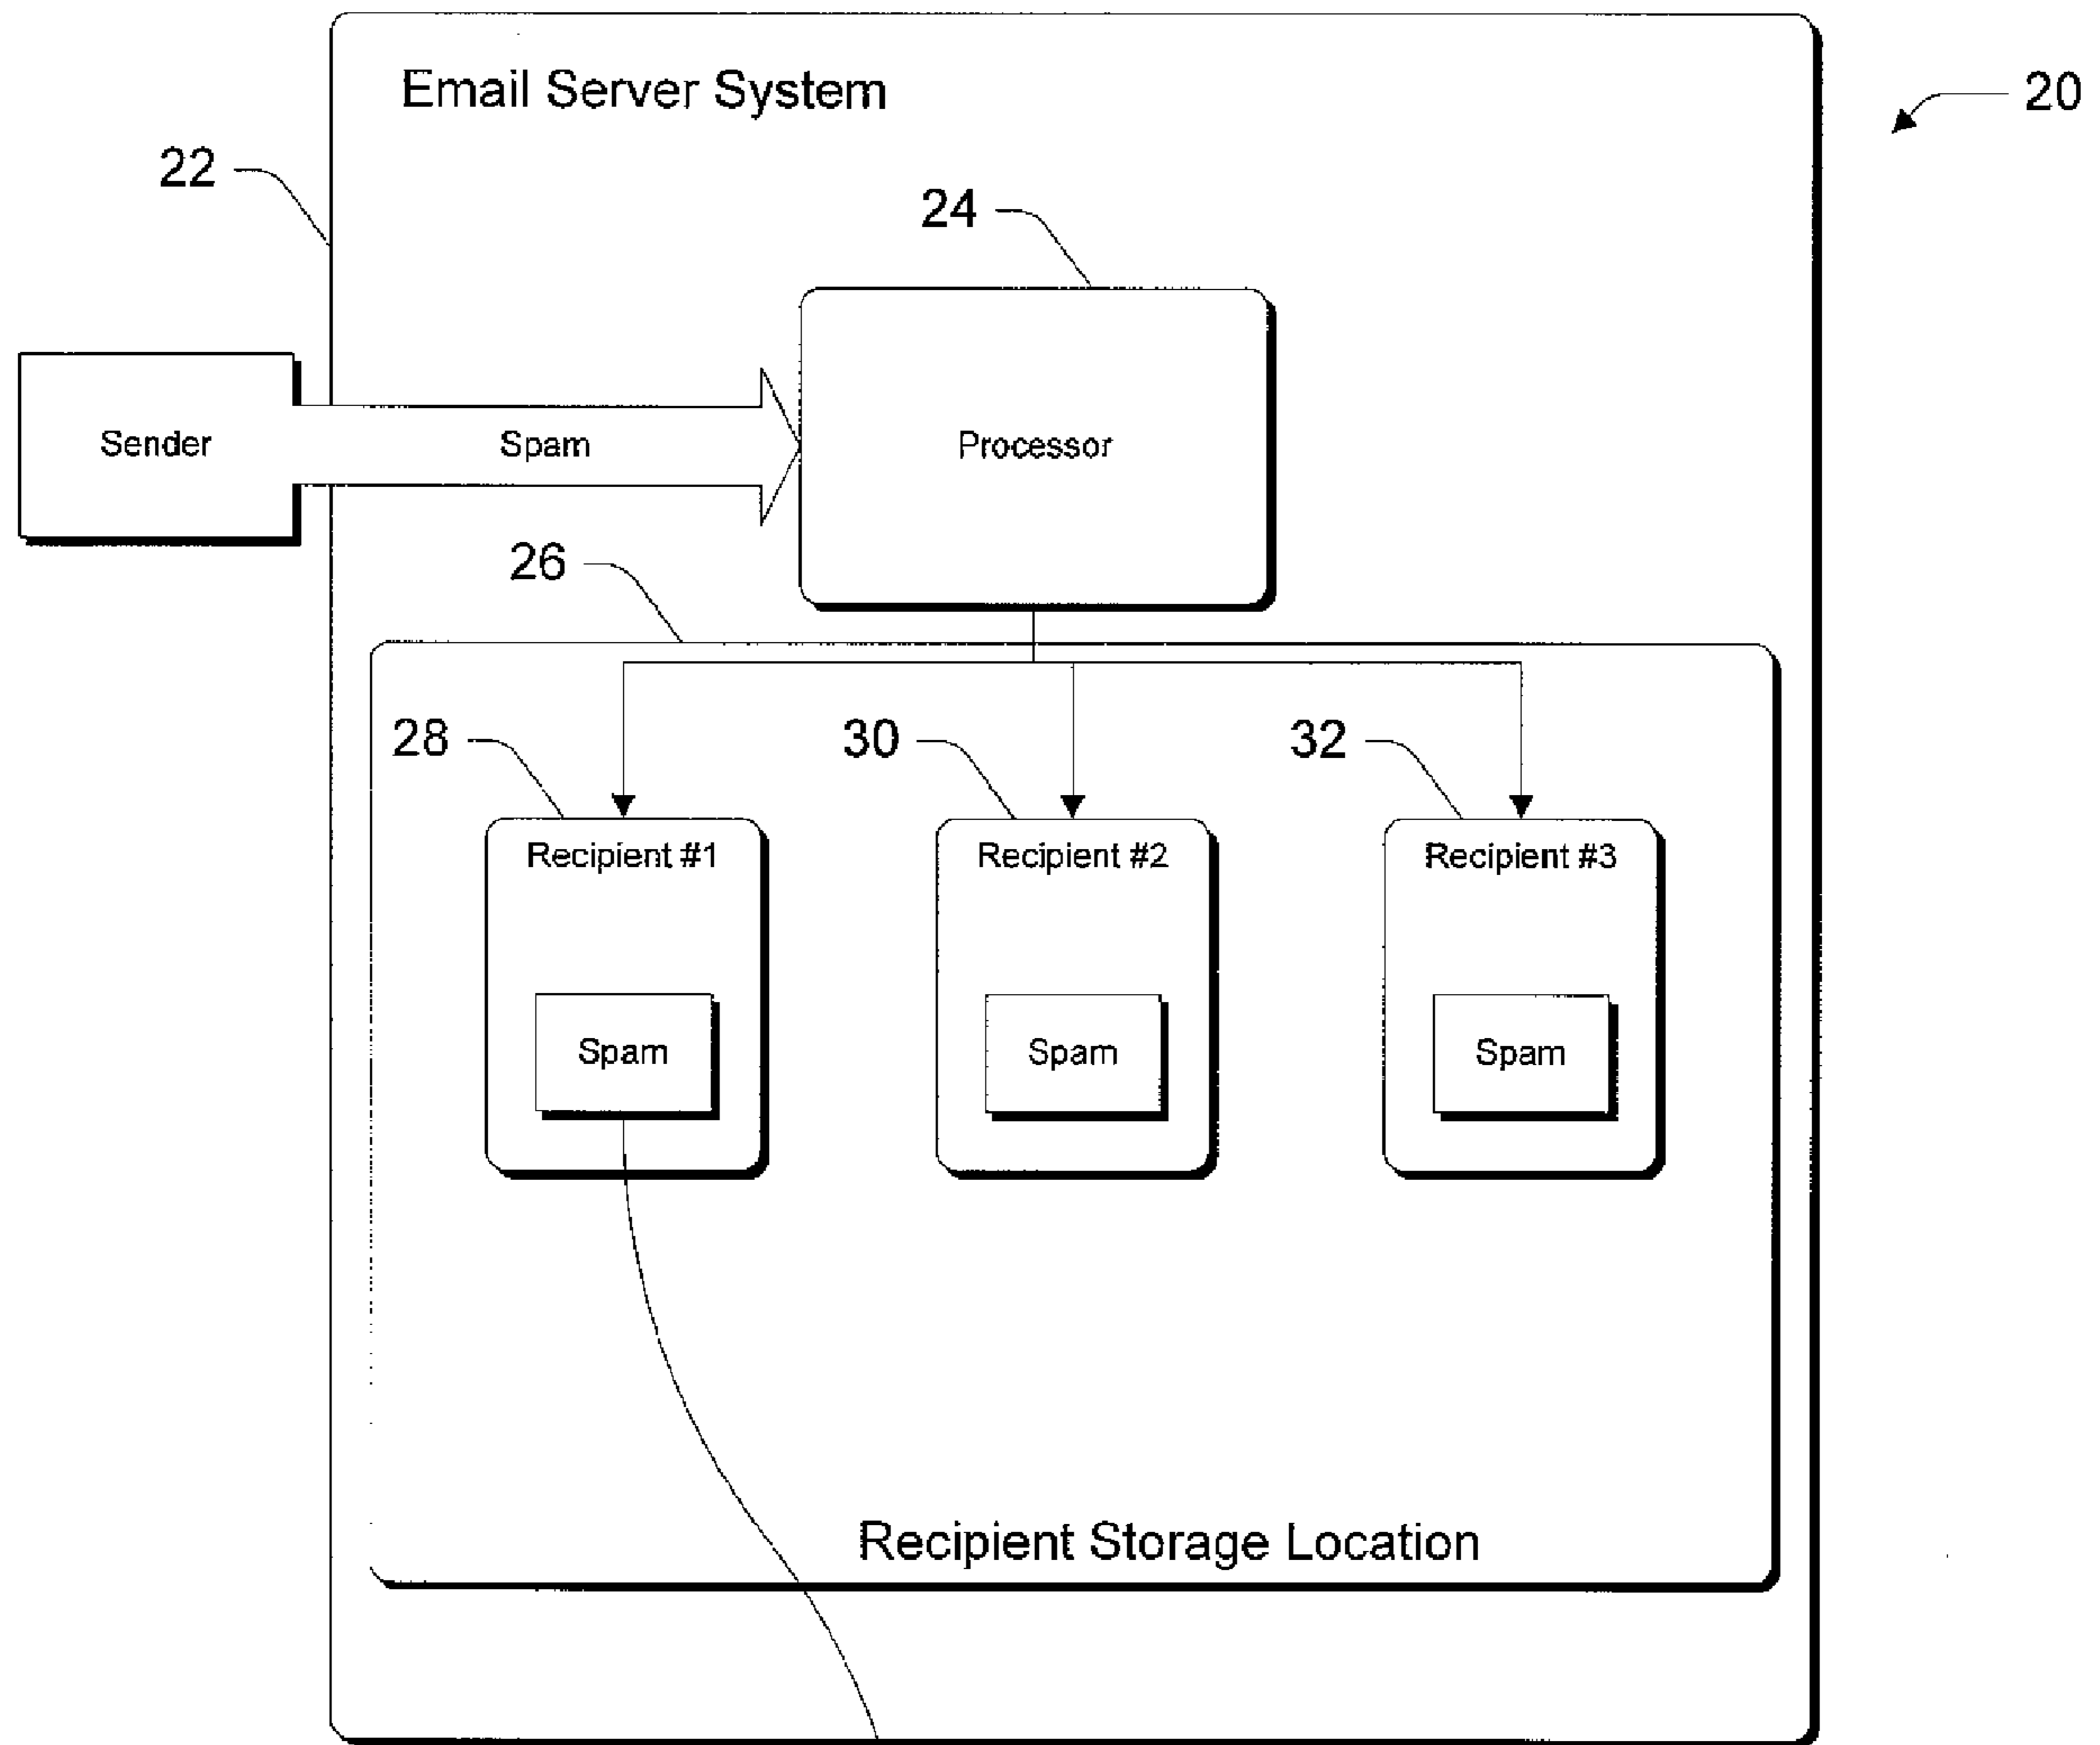 Email Server System
20
22
24
Sender
Spam
Processor
26
28
30
32
Recipient #1
Recipient #2
Recipient #3
Spam
Spam
Spam
Recipient Storage Location